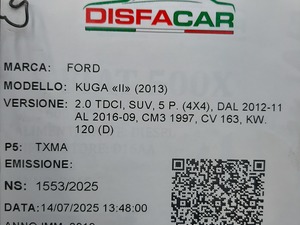 DISFACAR
MARCA: FORD
MODELLO: KUGA «II» (2013)
VERSIONE: 2.0 TDCI, SUV, 5 P. (4X4), DAL 2012-11
AL 2016-09, CM3 1997, CV 163, KW.
120 (D)
P5: TXMA
EMISSIONE:
NS: 1553/2025
DATA: 14/07/2025 13:48:00